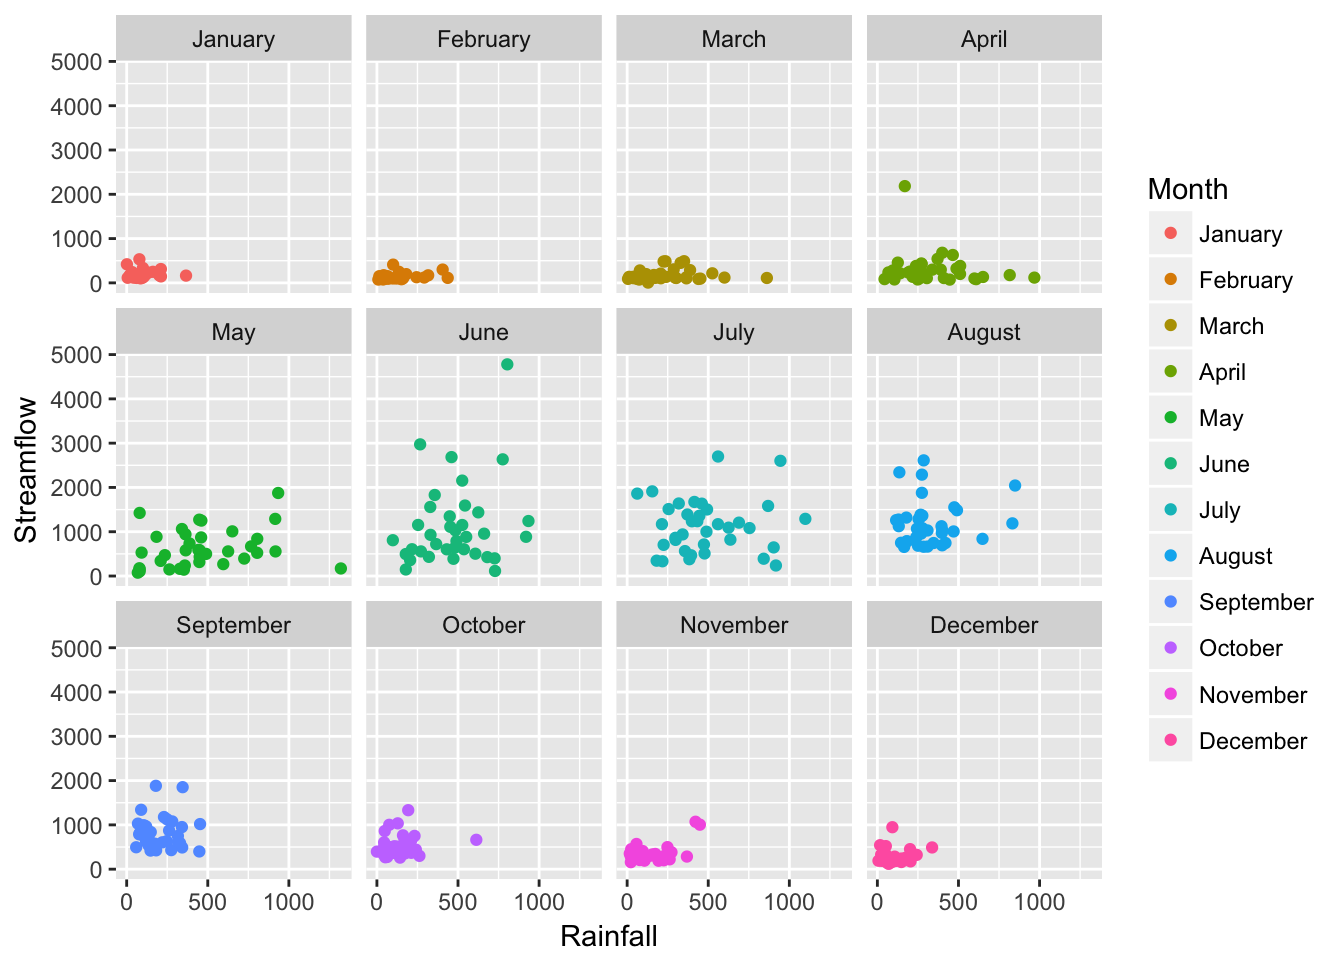 January February March April
5000
4000
3000
2000
1000
0
May June July August
5000
4000
3000
2000
1000
0
September October November December
5000
4000
3000
2000
1000
0
0 500 1000 0 500 1000 0 500 1000 0 500 1000
Rainfall
Streamflow
Month
January
February
March
April
May
June
July
August
September
October
November
December